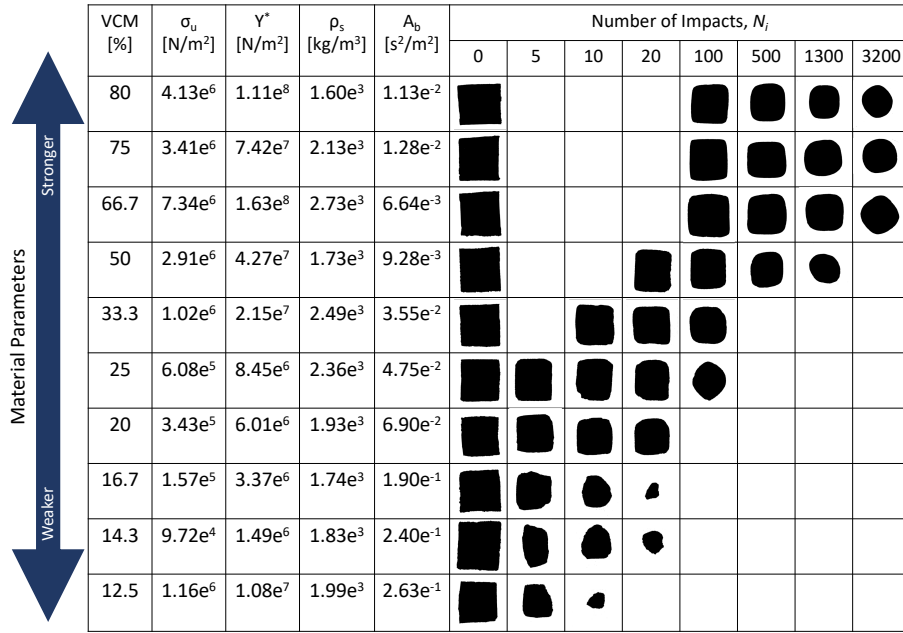 VCM [%] σ_u [N/m²] Y* [N/m²] ρ_s [kg/m³] A_b [s²/m²] Number of Impacts, N_i
0 5 10 20 100 500 1300 3200
Material Parameters
Stronger
Weaker
80 4.13e⁶ 1.11e⁸ 1.60e³ 1.13e⁻²
75 3.41e⁶ 7.42e⁷ 2.13e³ 1.28e⁻²
66.7 7.34e⁶ 1.63e⁸ 2.73e³ 6.64e⁻³
50 2.91e⁶ 4.27e⁷ 1.73e³ 9.28e⁻³
33.3 1.02e⁶ 2.15e⁷ 2.49e³ 3.55e⁻²
25 6.08e⁵ 8.45e⁶ 2.36e³ 4.75e⁻²
20 3.43e⁵ 6.01e⁶ 1.93e³ 6.90e⁻²
16.7 1.57e⁵ 3.37e⁶ 1.74e³ 1.90e⁻¹
14.3 9.72e⁴ 1.49e⁶ 1.83e³ 2.40e⁻¹
12.5 1.16e⁶ 1.08e⁷ 1.99e³ 2.63e⁻¹